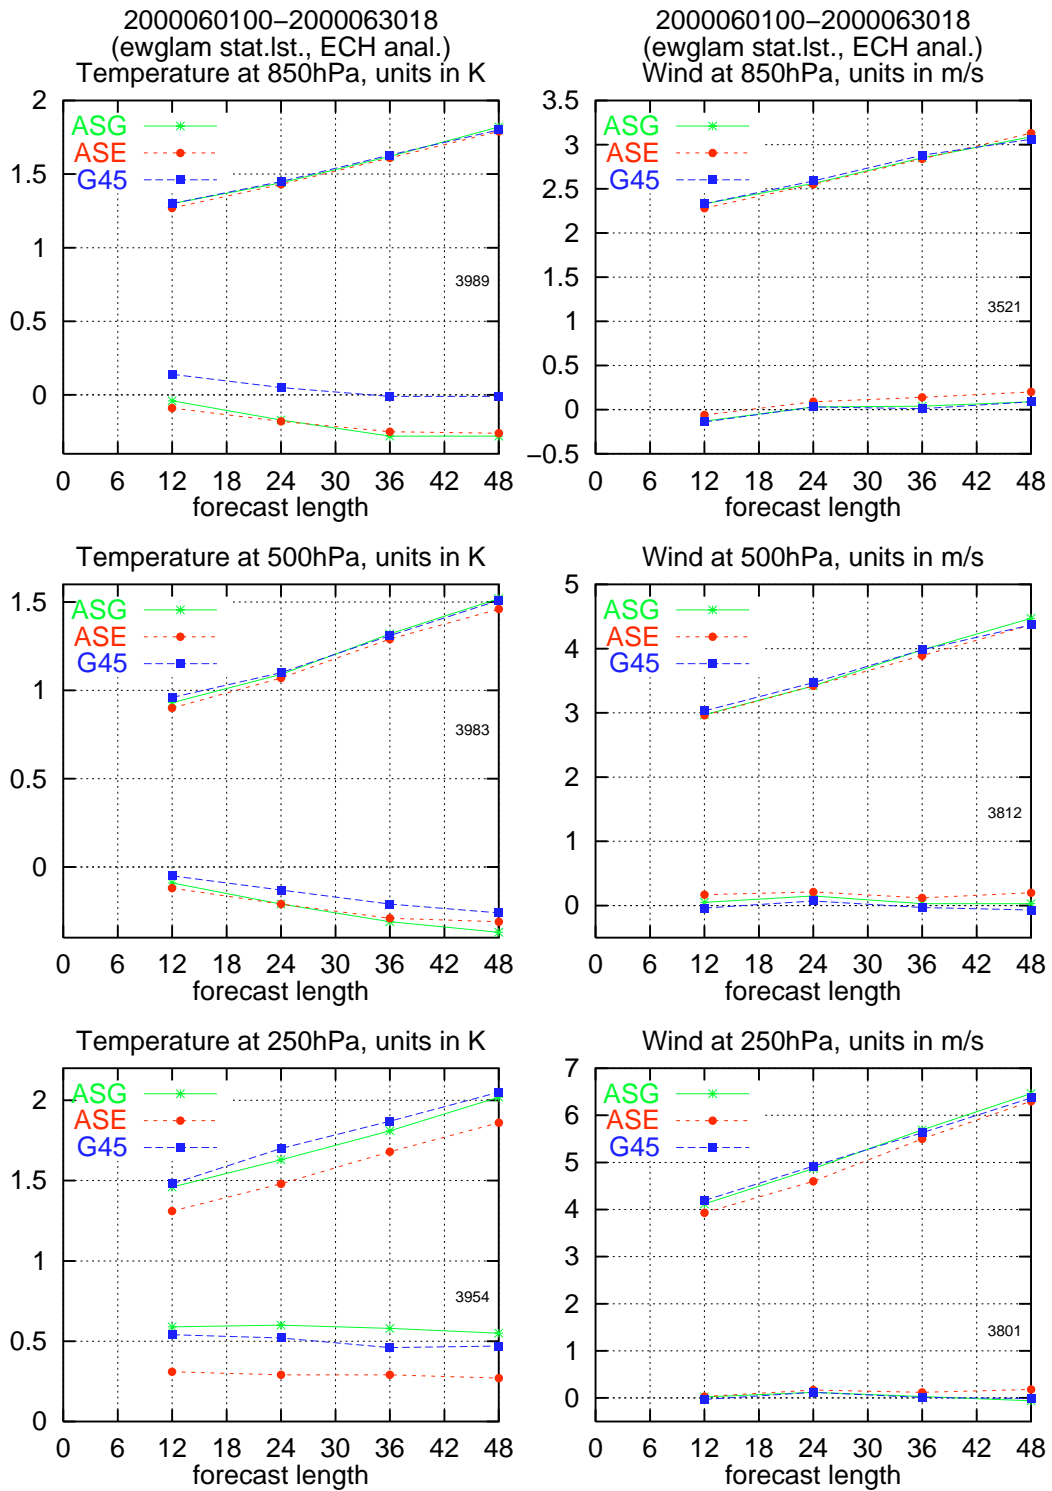 2000060100−2000063018
(ewglam stat.lst., ECH anal.)
Temperature at 850hPa, units in K
2
1.5
1
0.5
0
ASG
ASE
G45
3989
0 6 12 18 24 30 36 42 48
forecast length
2000060100−2000063018
(ewglam stat.lst., ECH anal.)
Wind at 850hPa, units in m/s
3.5
3
2.5
2
1.5
1
0.5
0
−0.5
ASG
ASE
G45
3521
0 6 12 18 24 30 36 42 48
forecast length
Temperature at 500hPa, units in K
1.5
1
0.5
0
ASG
ASE
G45
3983
0 6 12 18 24 30 36 42 48
forecast length
Wind at 500hPa, units in m/s
5
4
3
2
1
0
ASG
ASE
G45
3812
0 6 12 18 24 30 36 42 48
forecast length
Temperature at 250hPa, units in K
2
1.5
1
0.5
0
ASG
ASE
G45
3954
0 6 12 18 24 30 36 42 48
forecast length
Wind at 250hPa, units in m/s
7
6
5
4
3
2
1
0
ASG
ASE
G45
3801
0 6 12 18 24 30 36 42 48
forecast length